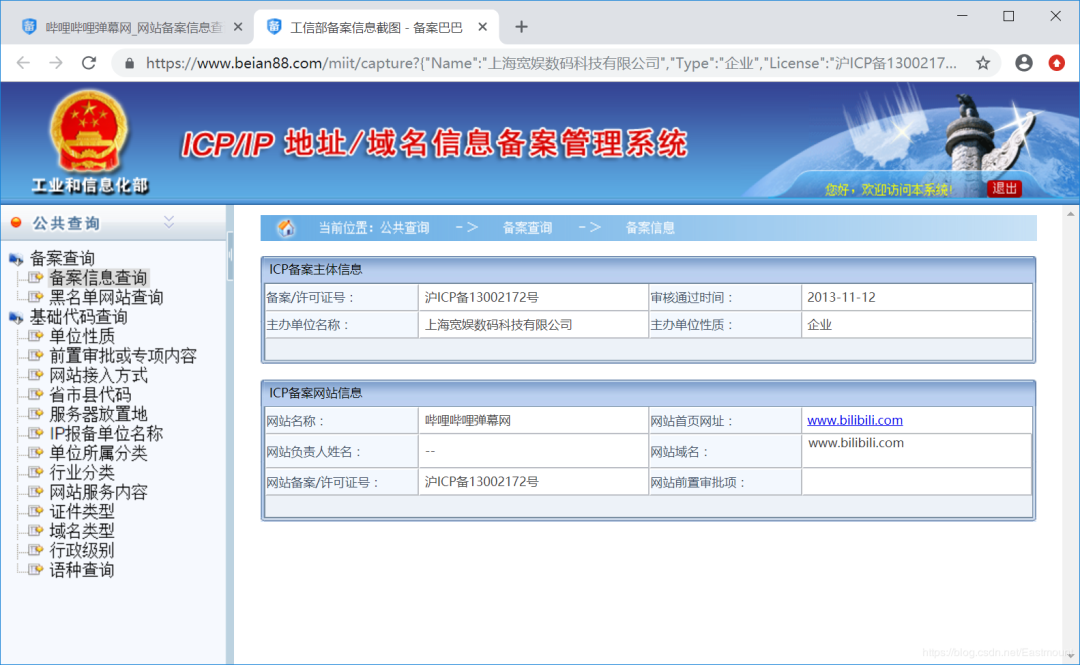 哔哩哔哩弹幕网_网站备案信息查
工信部备案信息截图 - 备案巴巴
https://www.beian88.com/miit/capture?{"Name":"上海宽娱数码科技有限公司","Type":"企业","License":"沪ICP备1300217...
ICP/IP 地址/域名信息备案管理系统
工业和信息化部
您好，欢迎访问本系统! 退出
公共查询
当前位置：公共查询 -> 备案查询 -> 备案信息
备案查询
备案信息查询
黑名单网站查询
基础代码查询
单位性质
前置审批或专项内容
网站接入方式
省市县代码
服务器放置地
IP报备单位名称
单位所属分类
行业分类
网站服务内容
证件类型
域名类型
行政级别
语种查询
ICP备案主体信息
备案/许可证号： 沪ICP备13002172号 审核通过时间： 2013-11-12
主办单位名称： 上海宽娱数码科技有限公司 主办单位性质： 企业
ICP备案网站信息
网站名称： 哔哩哔哩弹幕网 网站首页网址： www.bilibili.com
网站负责人姓名： -- 网站域名： www.bilibili.com
网站备案/许可证号： 沪ICP备13002172号 网站前置审批项：